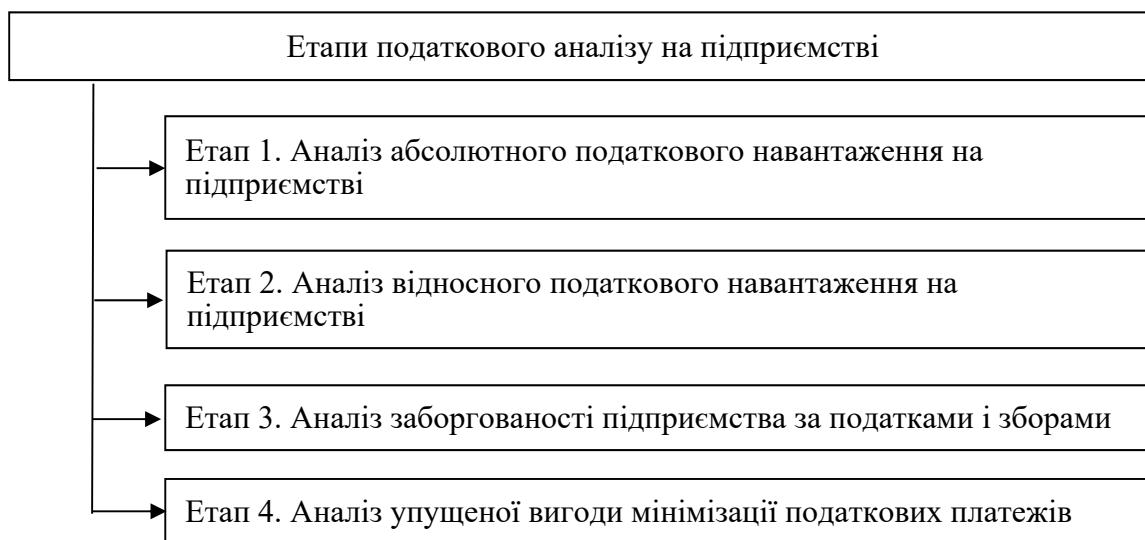 Етапи податкового аналізу на підприємстві
Етап 1. Аналіз абсолютного податкового навантаження на
підприємстві
Етап 2. Аналіз відносного податкового навантаження на
підприємстві
Етап 3. Аналіз заборгованості підприємства за податками і зборами
Етап 4. Аналіз упущеної вигоди мінімізації податкових платежів